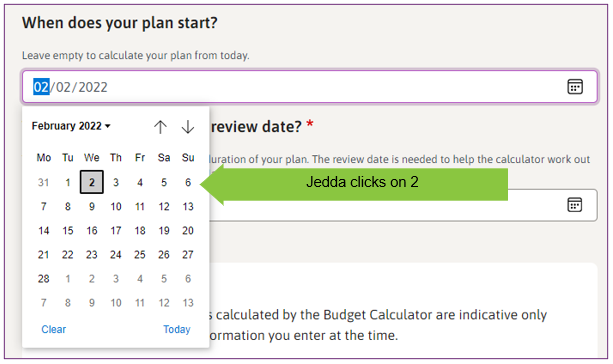 When does your plan start?
Leave empty to calculate your plan from today.
02/02/2022
February 2022
review date? *
Mo Tu We Th Fr Sa Su
duration of your plan. The review date is needed to help the calculator work out
31 1 2 3 4 5 6
Jedda clicks on 2
7 8 9 10 11 12 13
14 15 16 17 18 19 20
21 22 23 24 25 26 27
28 1 2 3 4 5 6
7 8 9 10 11 12 13
s calculated by the Budget Calculator are indicative only
Clear Today
formation you enter at the time.